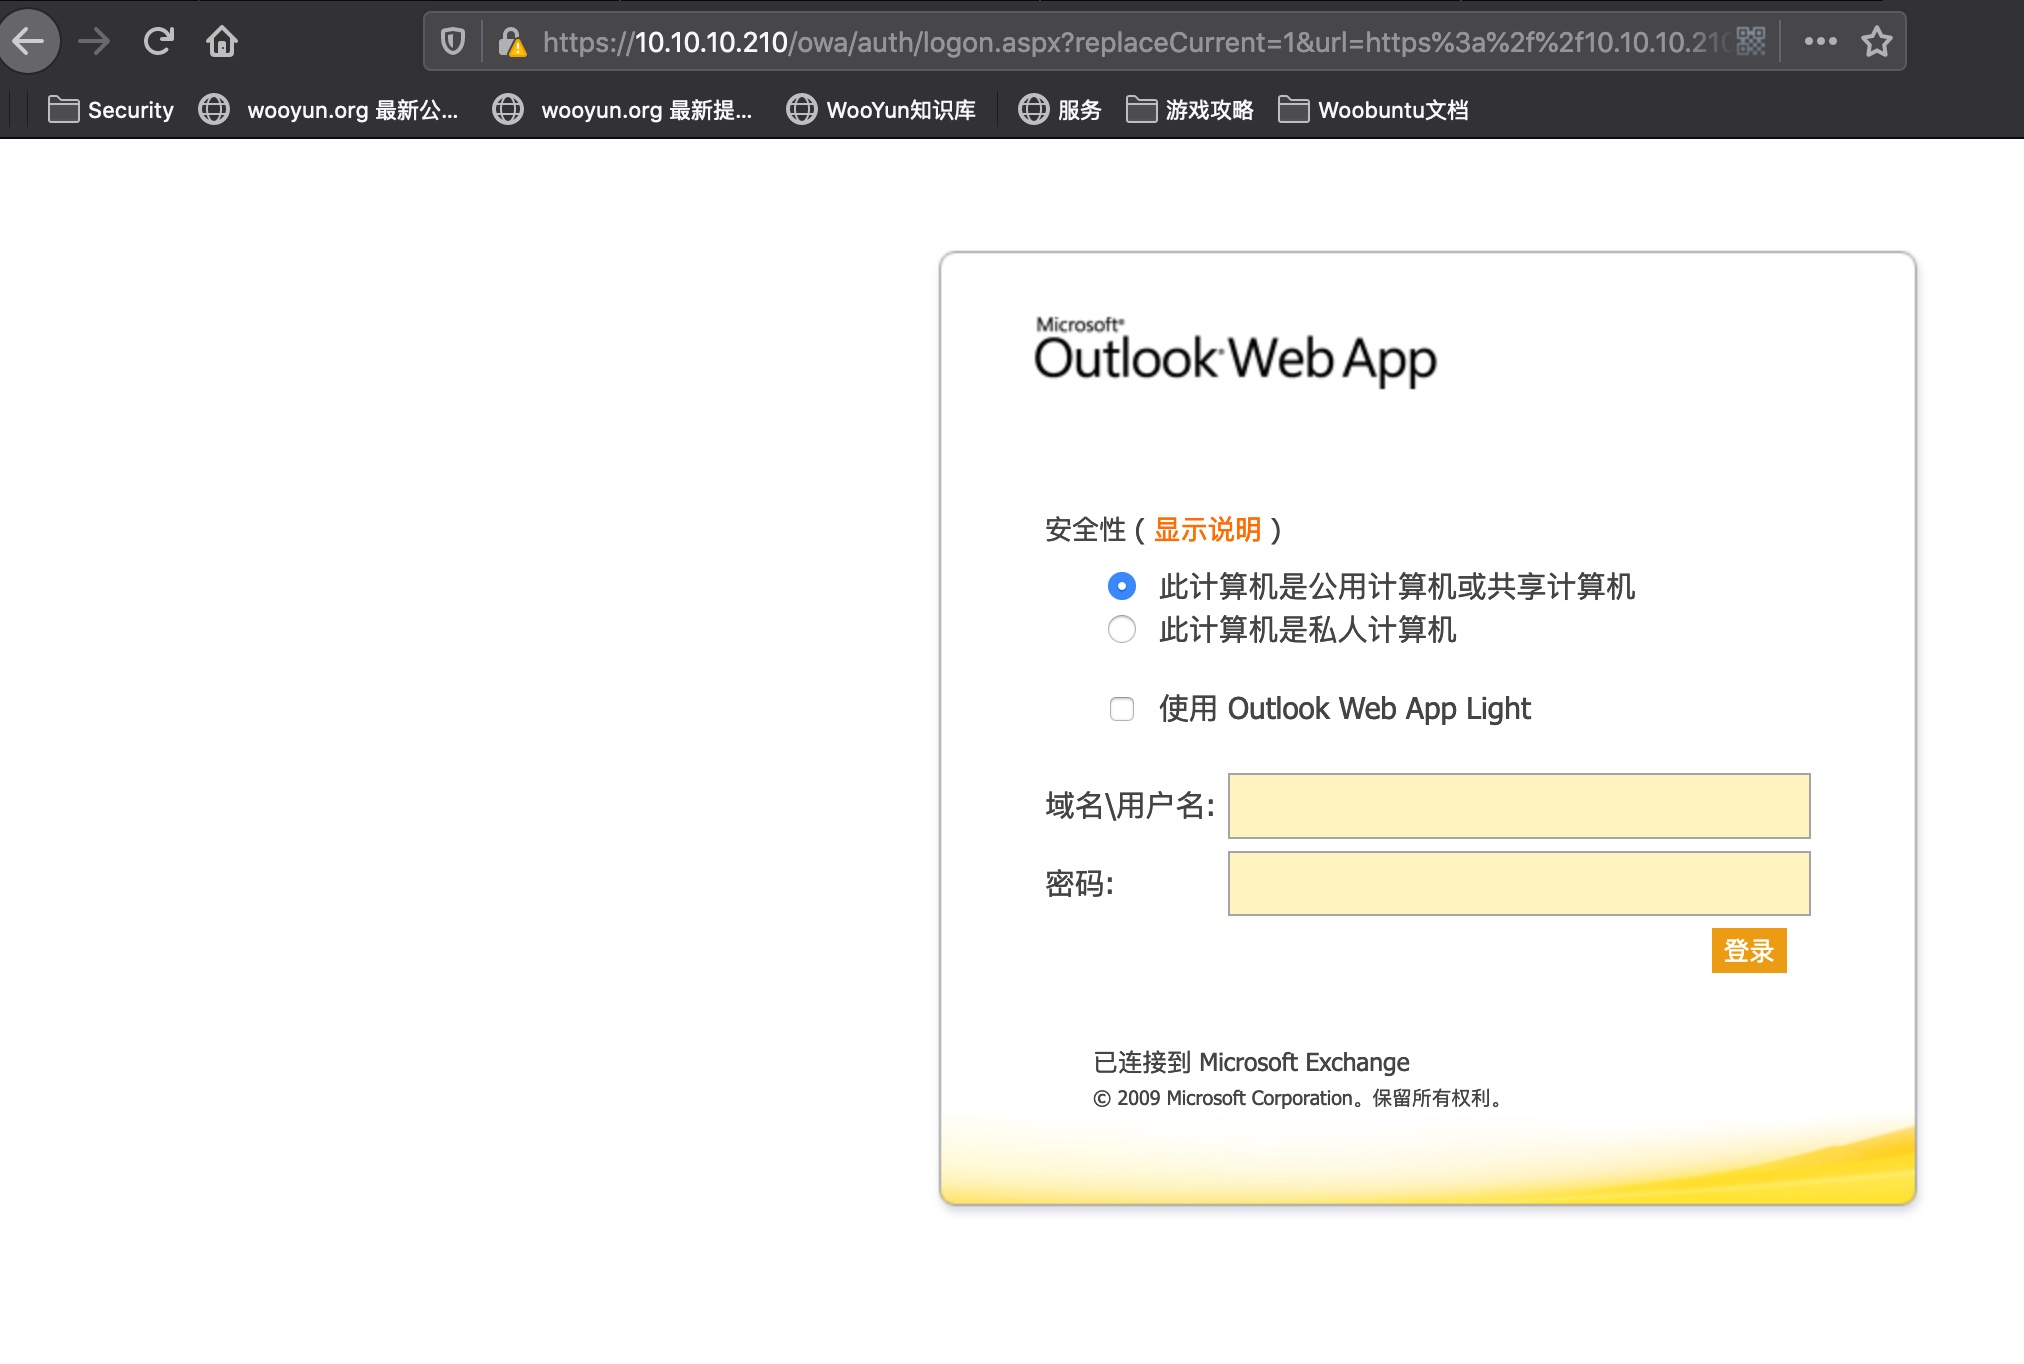 https://10.10.10.210/owa/auth/logon.aspx?replaceCurrent=1&url=https%3a%2f%2f10.10.10.210
Security wooyun.org 最新公... wooyun.org 最新提... WooYun知识库 服务 游戏攻略 Woobuntu文档
Microsoft®
Outlook Web App
安全性 ( 显示说明 )
此计算机是公用计算机或共享计算机
此计算机是私人计算机
使用 Outlook Web App Light
域名\用户名:
密码:
登录
已连接到 Microsoft Exchange
© 2009 Microsoft Corporation。保留所有权利。